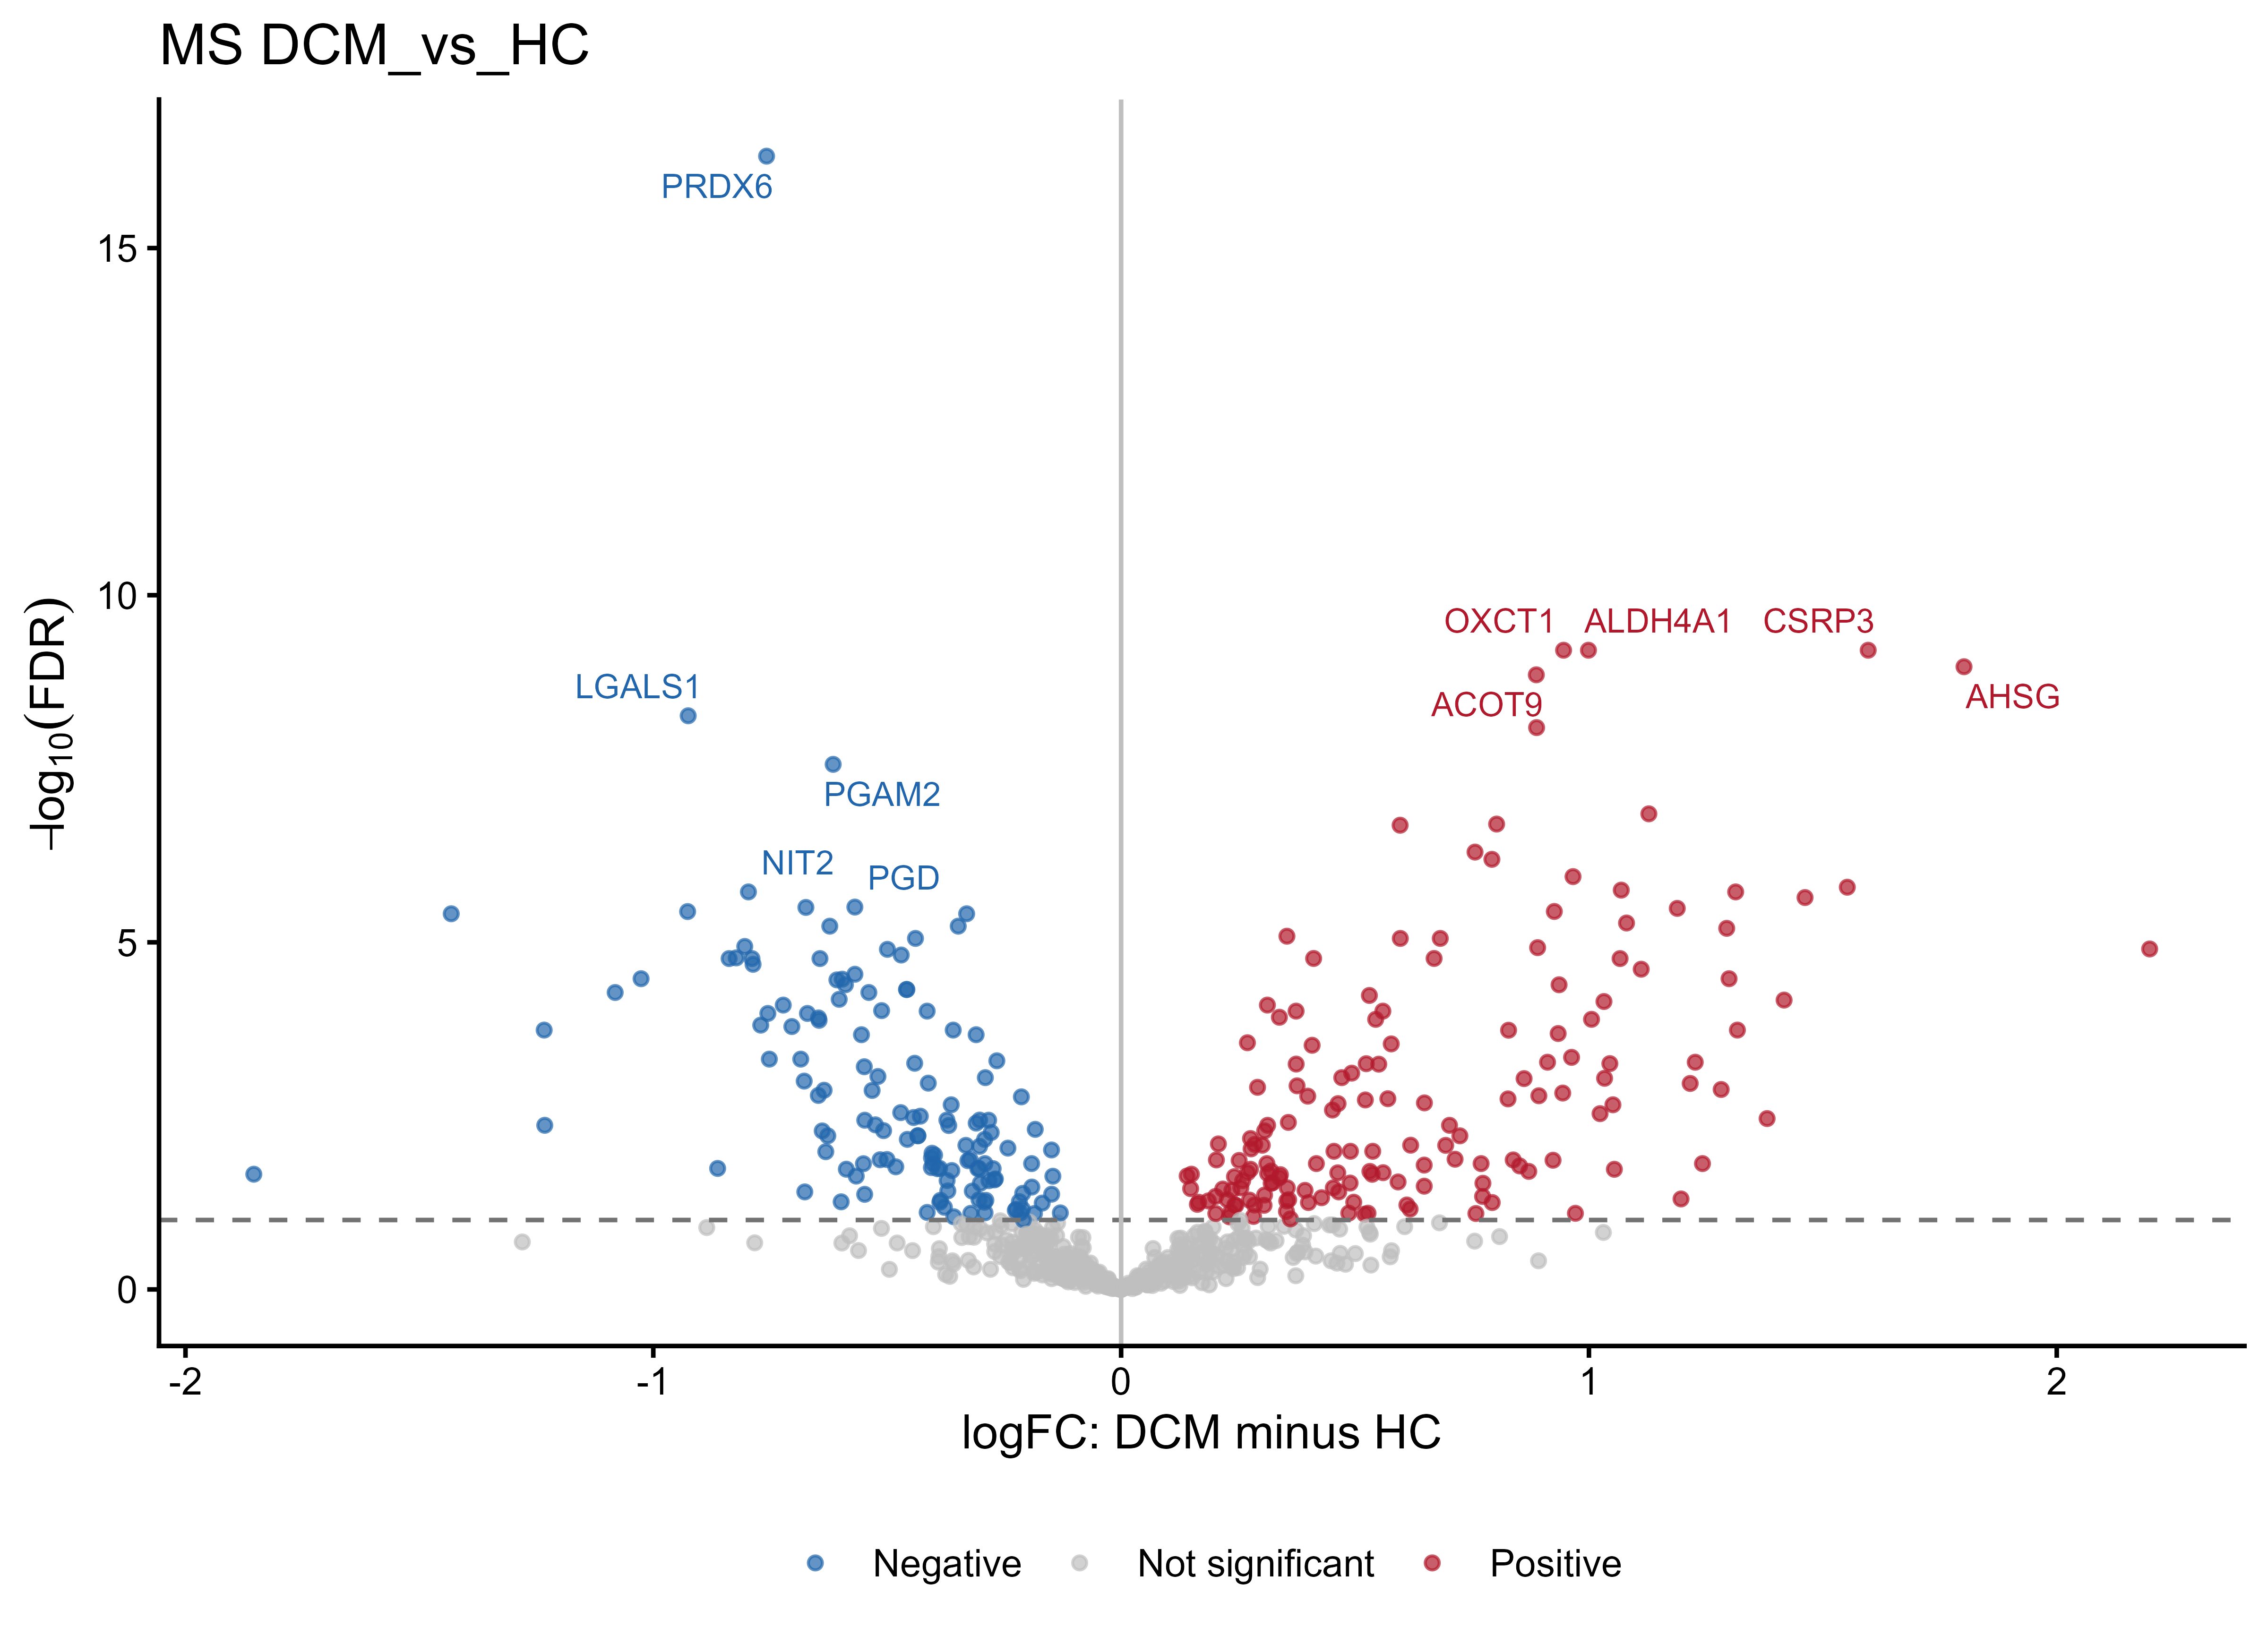 MS DCM_vs_HC
PRDX6
15
10
OXCT1 ALDH4A1 CSRP3
LGALS1
ACOT9
AHSG
PGAM2
NIT2
PGD
5
0
−log10(FDR)
-2 -1 0 1 2
logFC: DCM minus HC
Negative Not significant Positive